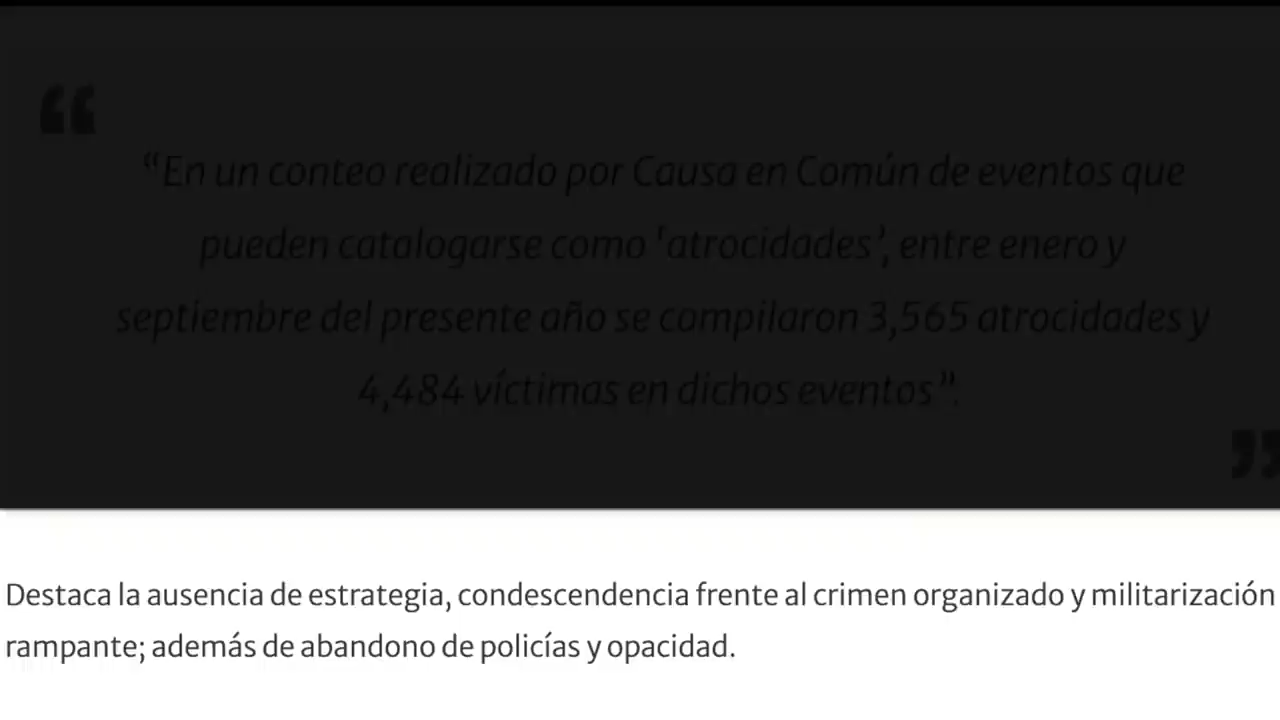 “En un conteo realizado por Causa en Común de eventos que
pueden catalogarse como 'atrocidades’, entre enero y
septiembre del presente año se compilaron 3,565 atrocidades y
4,484 víctimas en dichos eventos”.
Destaca la ausencia de estrategia, condescendencia frente al crimen organizado y militarización
rampante; además de abandono de policías y opacidad.